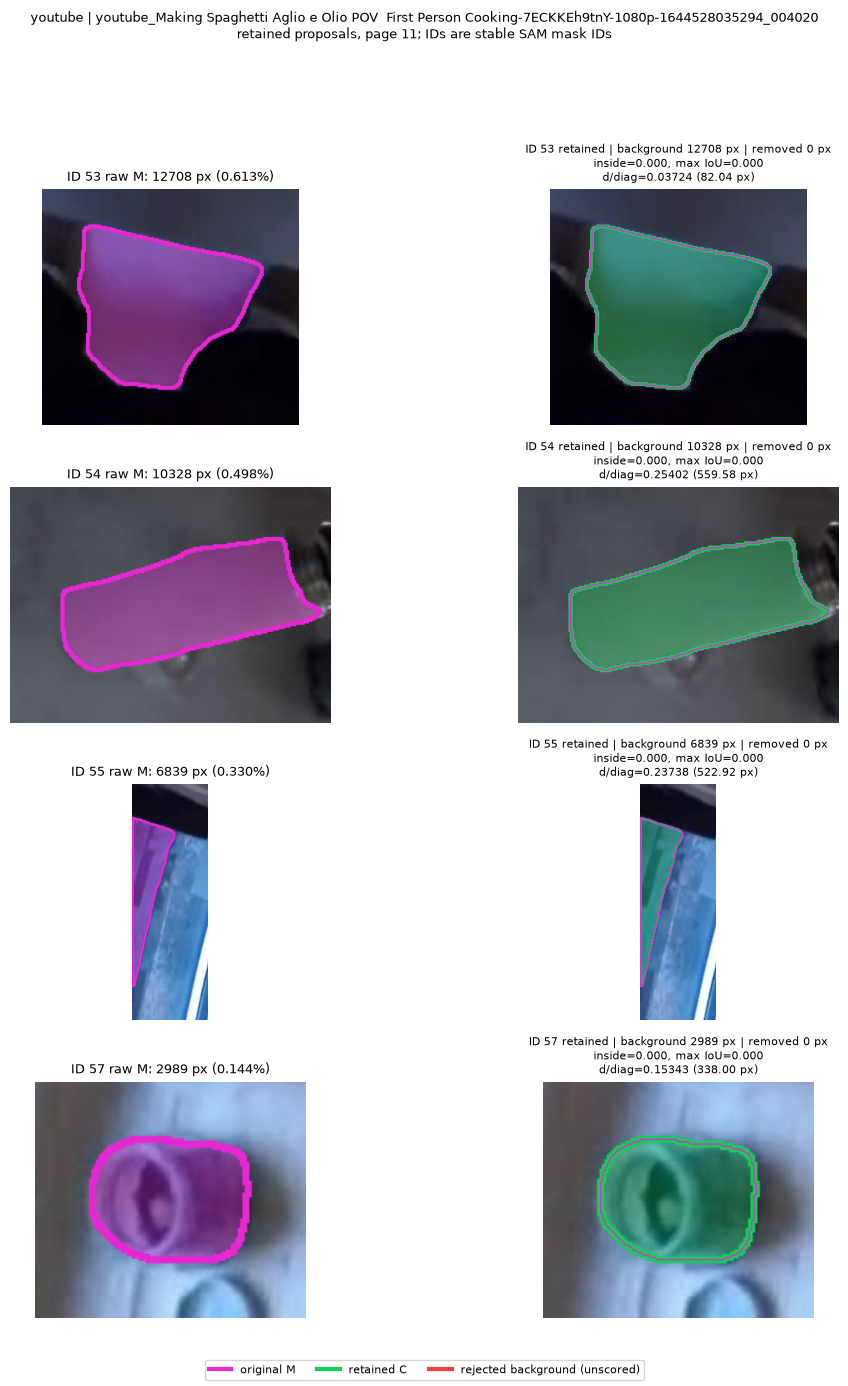 youtube | youtube_Making Spaghetti Aglio e Olio POV  First Person Cooking-7ECKKEh9tnY-1080p-1644528035294_004020
retained proposals, page 11; IDs are stable SAM mask IDs
ID 53 raw M: 12708 px (0.613%)
ID 53 retained | background 12708 px | removed 0 px
inside=0.000, max IoU=0.000
d/diag=0.03724 (82.04 px)
ID 54 raw M: 10328 px (0.498%)
ID 54 retained | background 10328 px | removed 0 px
inside=0.000, max IoU=0.000
d/diag=0.25402 (559.58 px)
ID 55 raw M: 6839 px (0.330%)
ID 55 retained | background 6839 px | removed 0 px
inside=0.000, max IoU=0.000
d/diag=0.23738 (522.92 px)
ID 57 raw M: 2989 px (0.144%)
ID 57 retained | background 2989 px | removed 0 px
inside=0.000, max IoU=0.000
d/diag=0.15343 (338.00 px)
original M
retained C
rejected background (unscored)